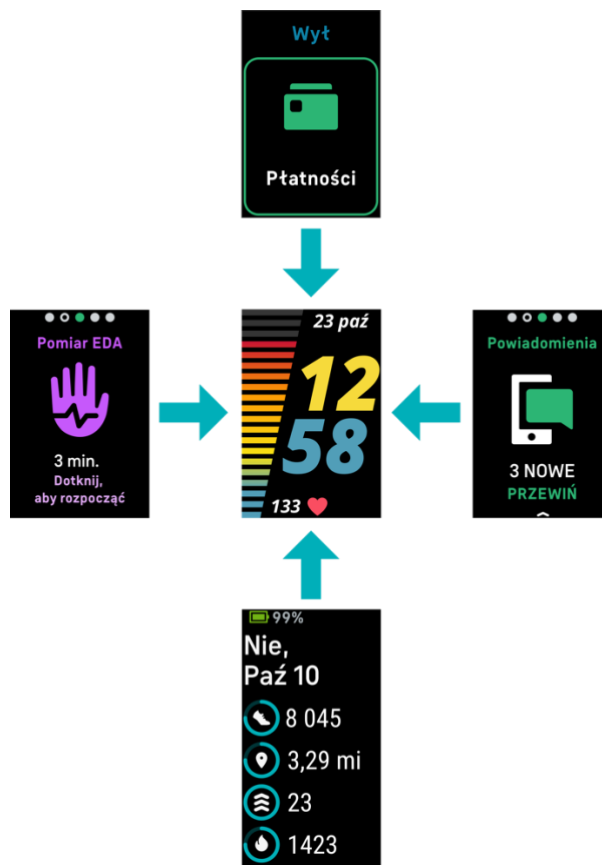 Wył
Płatności
Pomiar EDA
3 min.
Dotknij,
aby rozpocząć
23 paź
12
58
133
Powiadomienia
3 NOWE
PRZEWIŃ
99%
Nie,
Paź 10
8 045
3,29 mi
23
1423